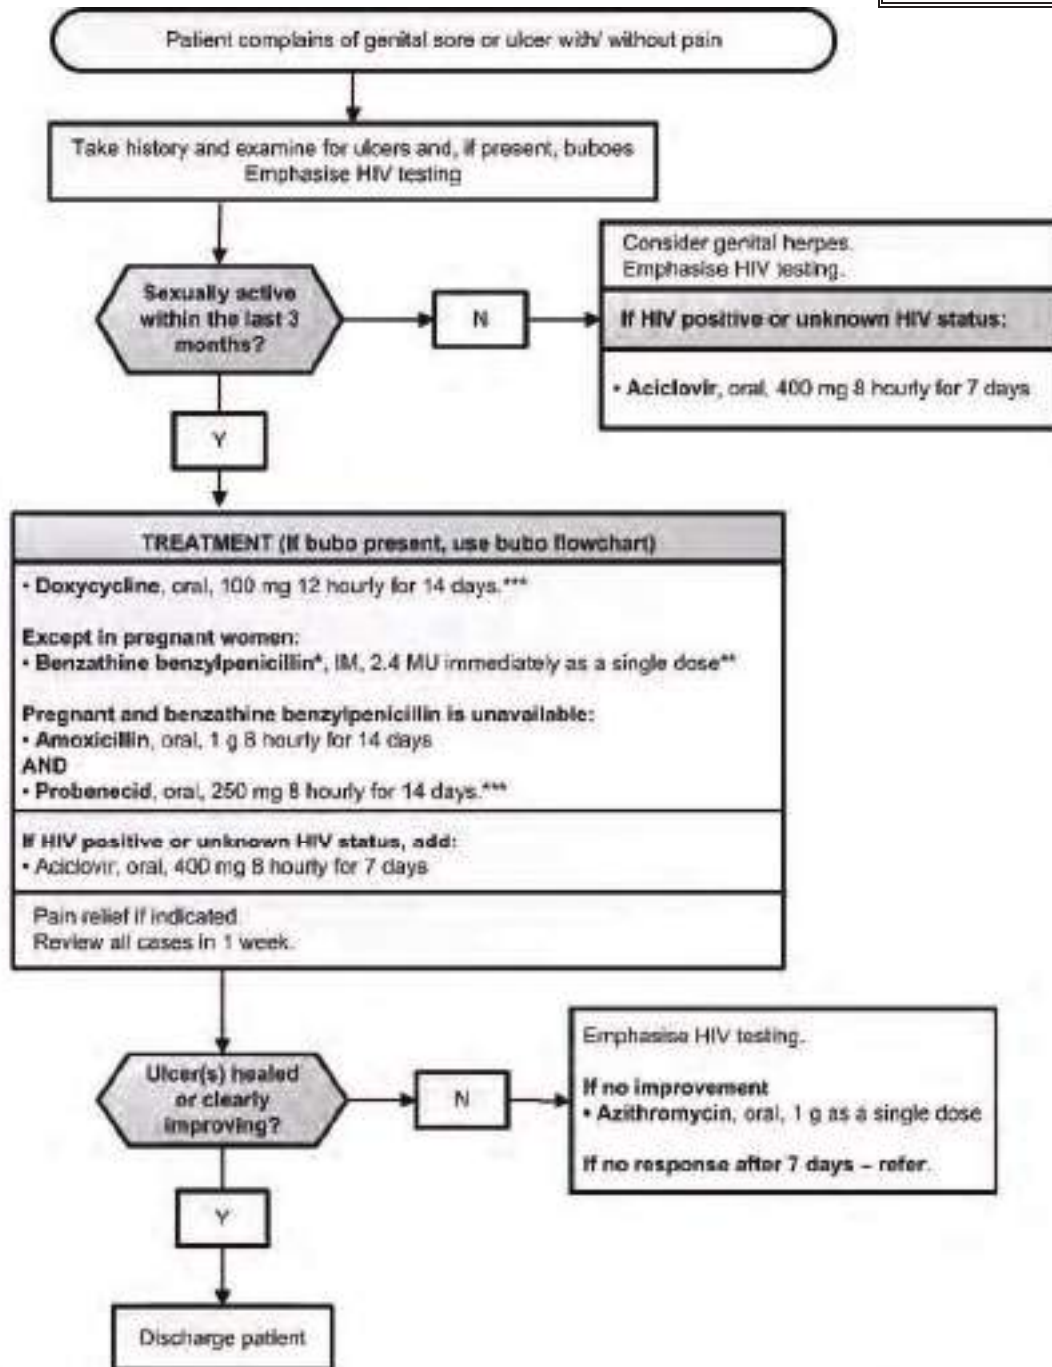 Patient complains of genital sore or ulcer with/ without pain
Take history and examine for ulcers and, if present, buboes
Emphasise HIV testing
Sexually active
within the last 3
months?
N
Consider genital herpes.
Emphasise HIV testing.
If HIV positive or unknown HIV status:
• Aciclovir, oral, 400 mg 8 hourly for 7 days
Y
TREATMENT (If bubo present, use bubo flowchart)
• Doxycycline, oral, 100 mg 12 hourly for 14 days.***
Except in pregnant women:
• Benzathine benzylpenicillin*, IM, 2.4 MU immediately as a single dose**
Pregnant and benzathine benzylpenicillin is unavailable:
• Amoxicillin, oral, 1 g 8 hourly for 14 days
AND
• Probenecid, oral, 250 mg 8 hourly for 14 days.***
If HIV positive or unknown HIV status, add:
• Aciclovir, oral, 400 mg 8 hourly for 7 days
Pain relief if indicated.
Review all cases in 1 week.
Ulcer(s) healed
or clearly
improving?
N
Emphasise HIV testing.
If no improvement
• Azithromycin, oral, 1 g as a single dose
If no response after 7 days – refer.
Y
Discharge patient